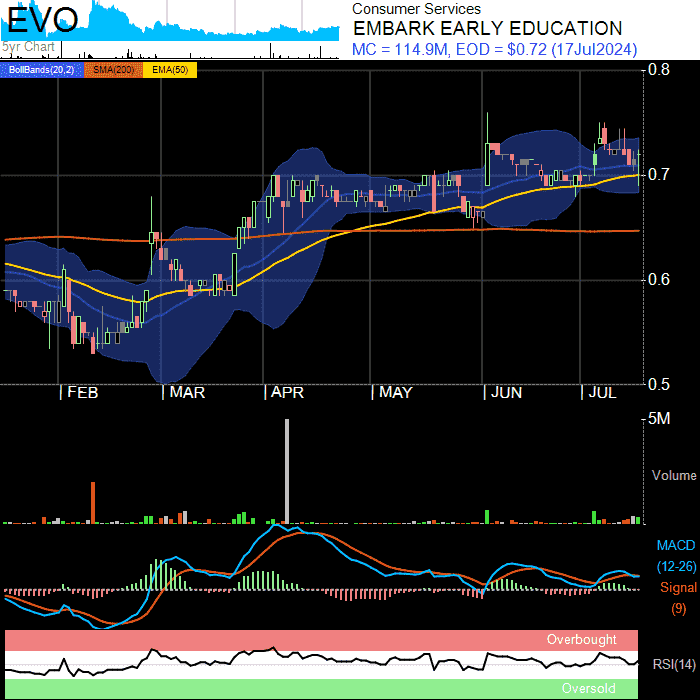 EVO
5yr Chart
Consumer Services
EMBARK EARLY EDUCATION
MC = 114.9M, EOD = $0.72 (17Jul2024)
BollBands(20,2) SMA(200) EMA(50)
0.8
0.7
0.6
0.5
FEB MAR APR MAY JUN JUL
5M
Volume
MACD
(12-26)
Signal
(9)
Overbought
RSI(14)
Oversold